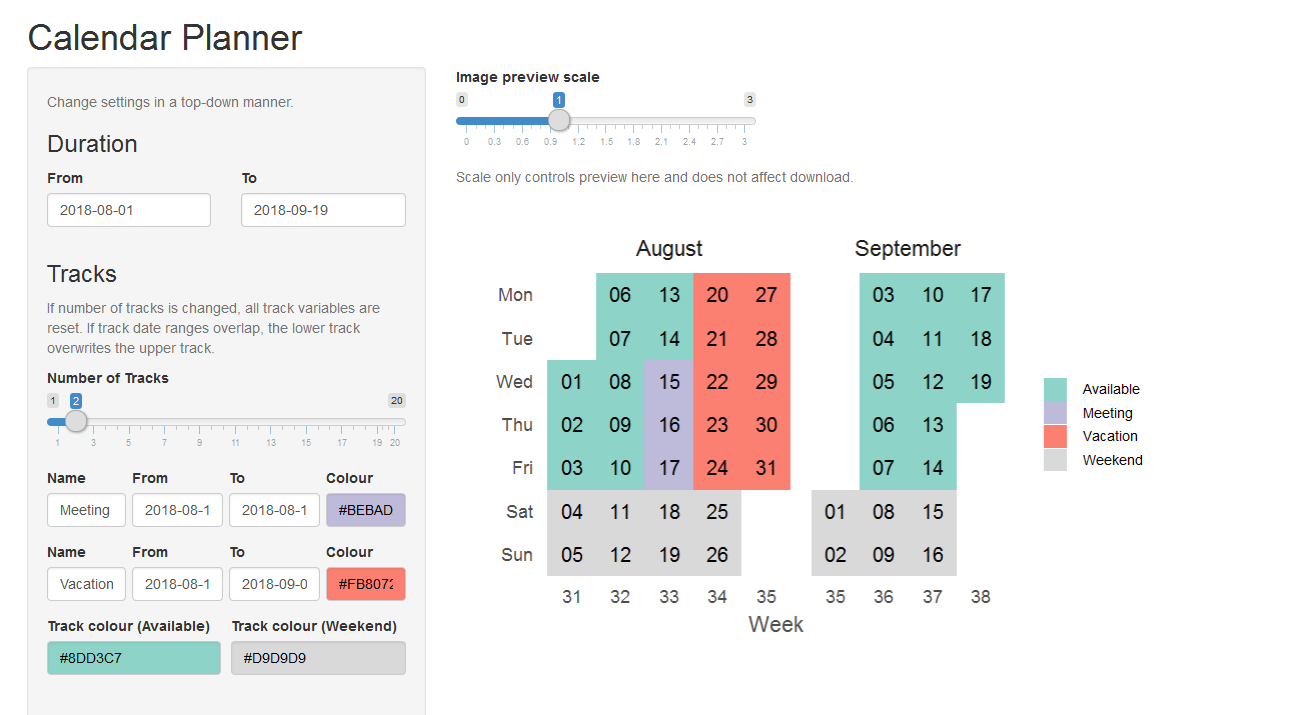 Calendar Planner
Change settings in a top-down manner.
Duration
From To
2018-08-01 2018-09-19
Tracks
If number of tracks is changed, all track variables are
reset. If track date ranges overlap, the lower track
overwrites the upper track.
Number of Tracks
1 2 20
1 3 5 7 9 11 13 15 17 19 20
Name From To Colour
Meeting 2018-08-1 2018-08-1 #BEBAD
Name From To Colour
Vacation 2018-08-1 2018-09-0 #FB8072
Track colour (Available) Track colour (Weekend)
#8DD3C7 #D9D9D9
Image preview scale
0 1 3
0 0.3 0.6 0.9 1.2 1.5 1.8 2.1 2.4 2.7 3
Scale only controls preview here and does not affect download.
August September
Mon 06 13 20 27 03 10 17
Tue 07 14 21 28 04 11 18
Wed 01 08 15 22 29 05 12 19
Thu 02 09 16 23 30 06 13
Fri 03 10 17 24 31 07 14
Sat 04 11 18 25 01 08 15
Sun 05 12 19 26 02 09 16
31 32 33 34 35 35 36 37 38
Week
Available
Meeting
Vacation
Weekend